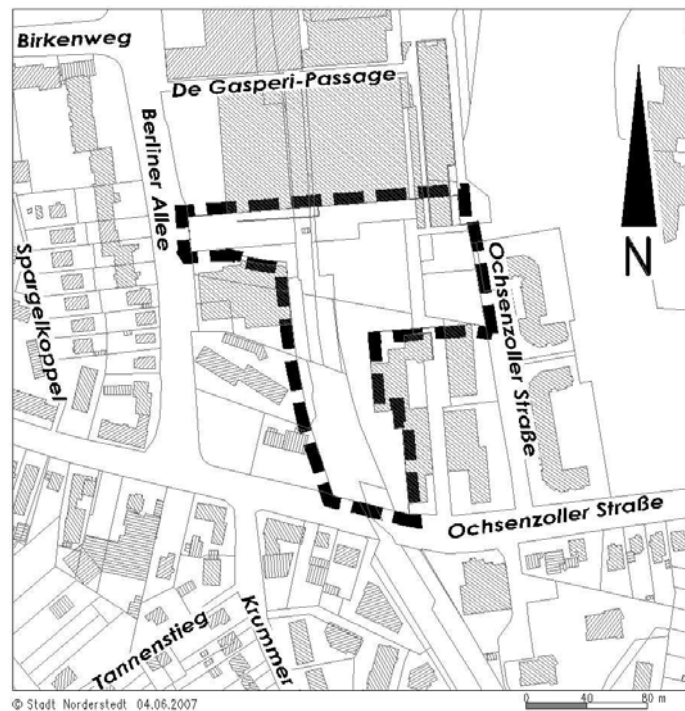 Birkenweg
De Gasperi-Passage
Berliner Allee
Spargelkoppel
N
Ochsenzoller Straße
Ochsenzoller Straße
Tannenstieg
Krummer
© Stadt Norderstedt 04.06.2007
0 40 80 m